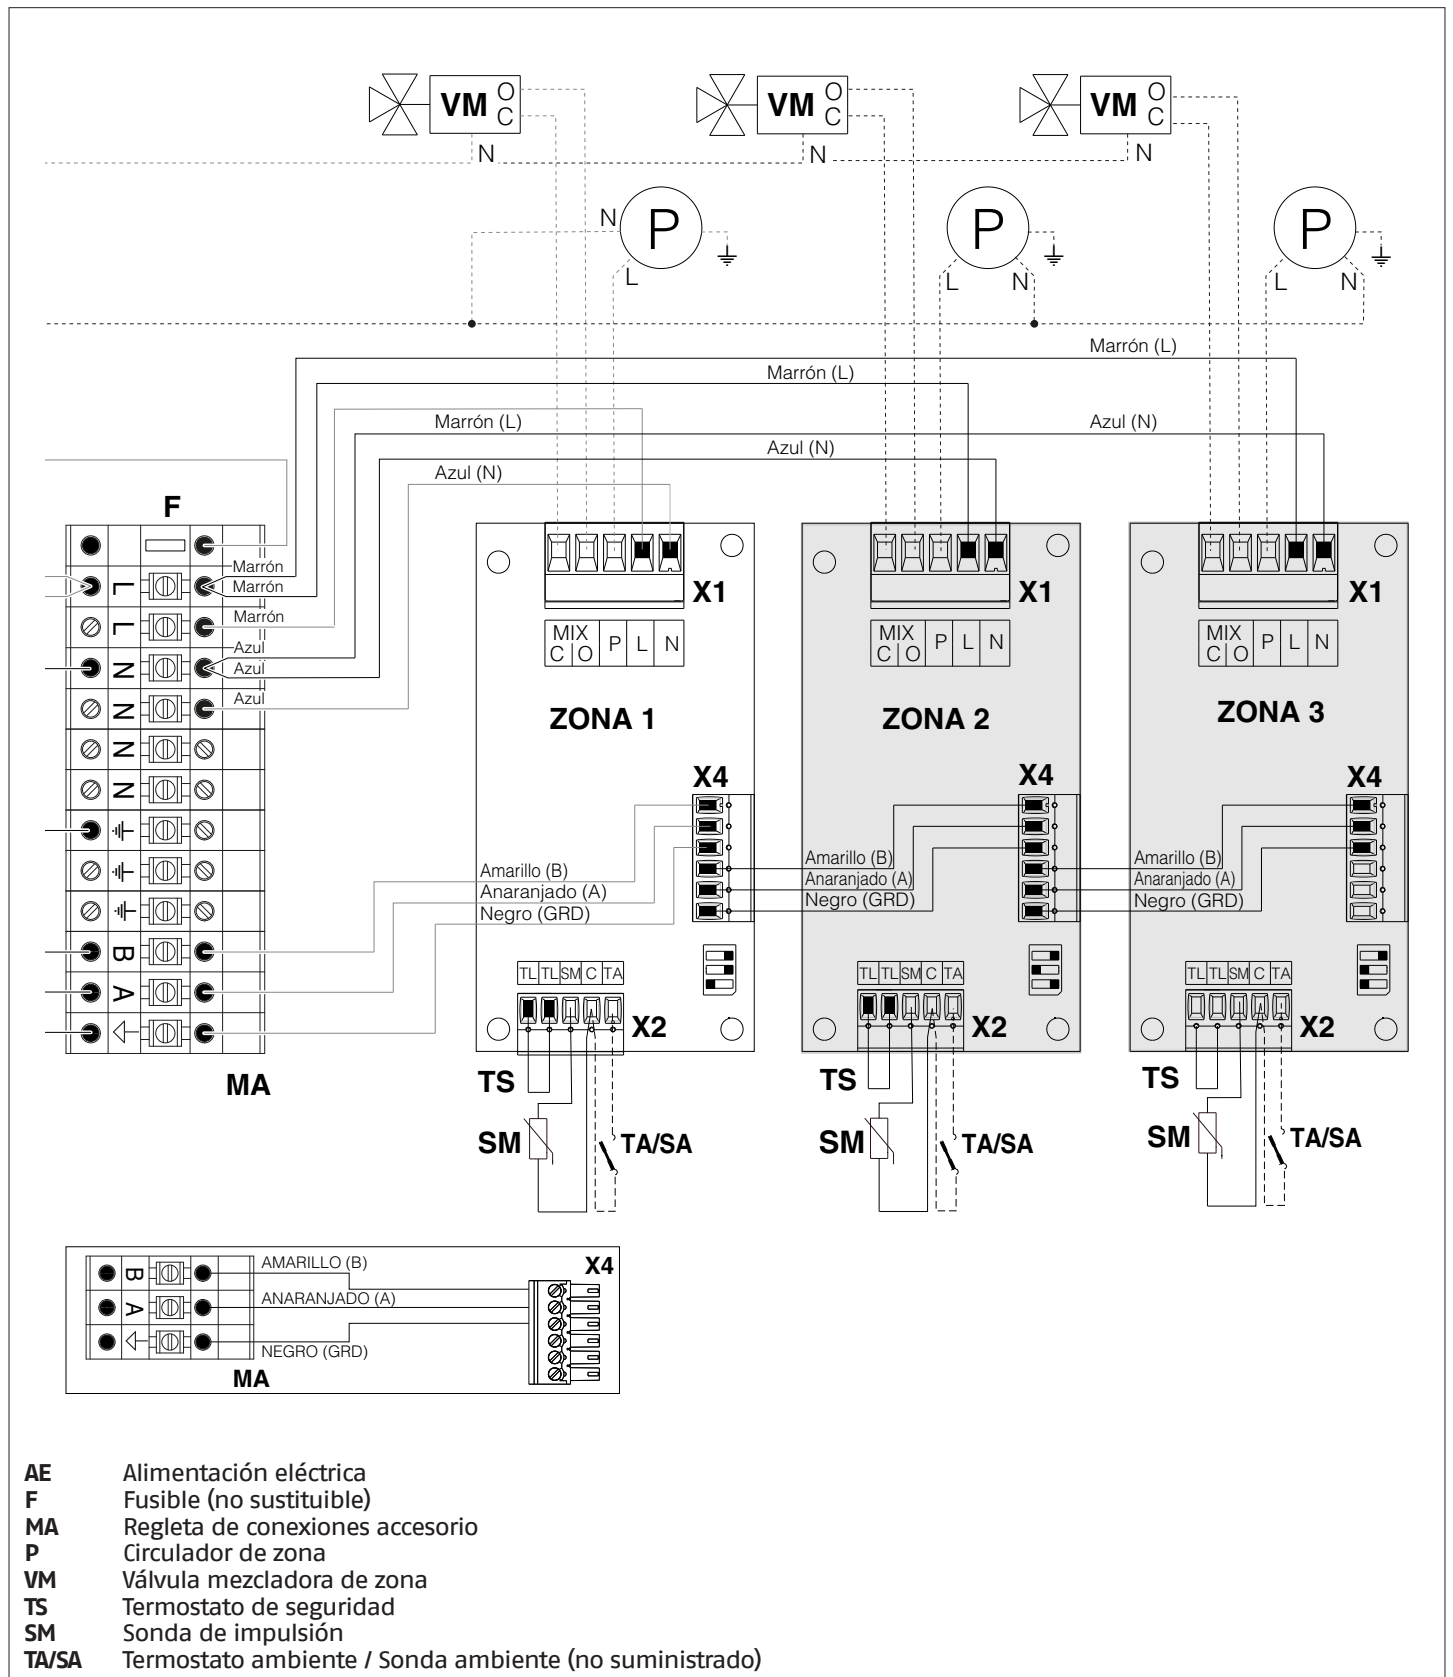 VM O C
VM O C
VM O C
N
N
N
N
P
P
P
L
L
N
L
N
Marrón (L)
Marrón (L)
Marrón (L)
Azul (N)
Azul (N)
Azul (N)
F
Marrón
L
Marrón
L
Marrón
Azul
N
Azul
N
Azul
N
N
B
A
MA
X1
MIX
C O P L N
ZONA 1
X4
Amarillo (B)
Anaranjado (A)
Negro (GRD)
TL TL SM C TA
X2
TS
SM
TA/SA
X1
MIX
C O P L N
ZONA 2
X4
Amarillo (B)
Anaranjado (A)
Negro (GRD)
TL TL SM C TA
X2
TS
SM
TA/SA
X1
MIX
C O P L N
ZONA 3
X4
Amarillo (B)
Anaranjado (A)
Negro (GRD)
TL TL SM C TA
X2
TS
SM
TA/SA
B
AMARILLO (B)
X4
A
ANARANJADO (A)
NEGRO (GRD)
MA
AE Alimentación eléctrica
F Fusible (no sustituible)
MA Regleta de conexiones accesorio
P Circulador de zona
VM Válvula mezcladora de zona
TS Termostato de seguridad
SM Sonda de impulsión
TA/SA Termostato ambiente / Sonda ambiente (no suministrado)